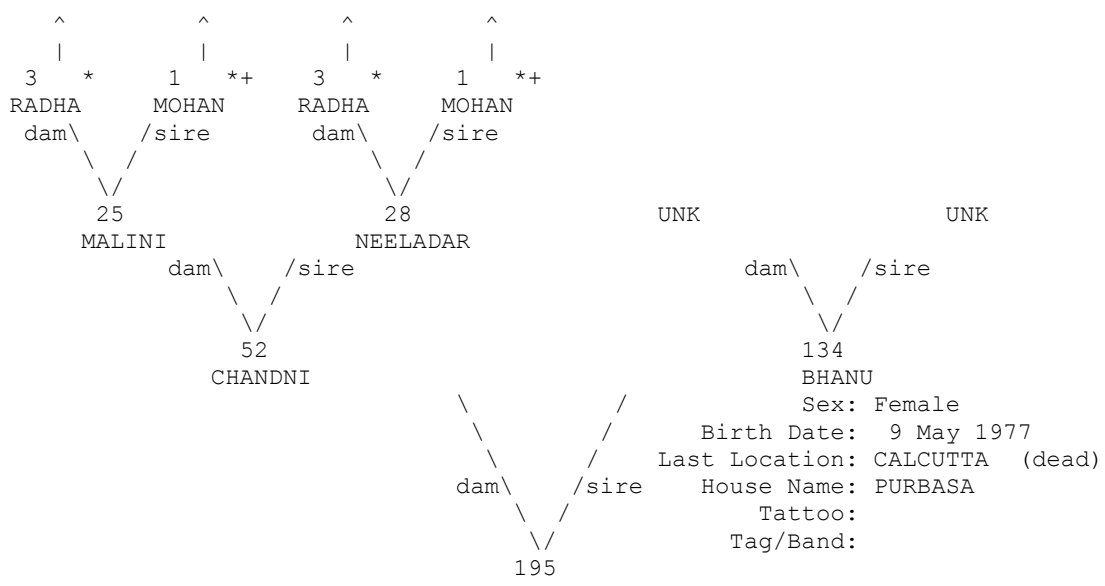 ^ ^ ^ ^
| | | |
3 * 1 *+ 3 * 1 *+
RADHA MOHAN RADHA MOHAN
dam\ /sire dam\ /sire
\ / \ /
\/ \/
25 28 UNK UNK
MALINI NEELADAR
dam\ /sire dam\ /sire
\ / \ /
\/ \/
52 134
CHANDNI BHANU
\ / Sex: Female
\ / Birth Date: 9 May 1977
\ / Last Location: CALCUTTA (dead)
dam\ /sire House Name: PURBASA
\ / Tattoo:
\/ Tag/Band:
195